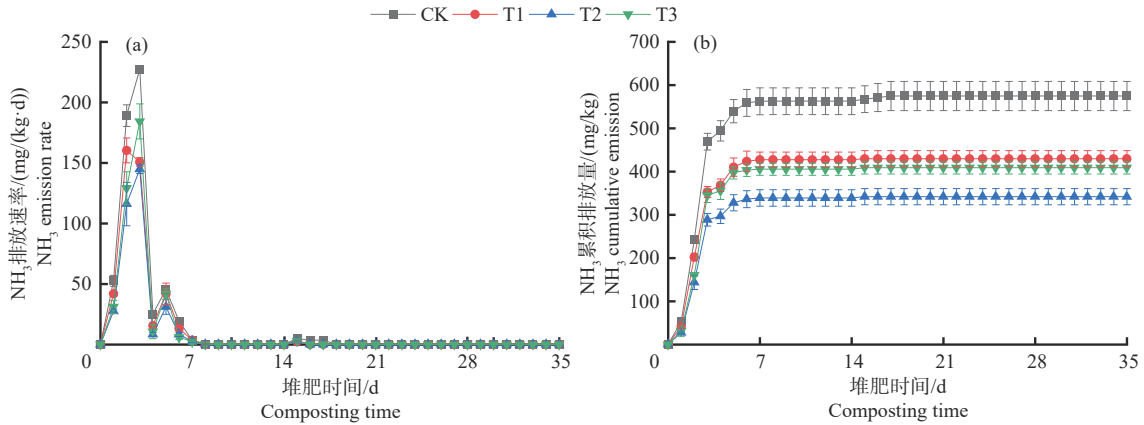 CK T1 T2 T3
(a)
250
200
150
100
50
0
7
14
21
28
35
NH₃排放速率/(mg/(kg·d))
NH₃ emission rate
堆肥时间/d
Composting time
(b)
700
600
500
400
300
200
100
0
0
7
14
21
28
35
NH₃累积排放量/(mg/kg)
NH₃ cumulative emission
堆肥时间/d
Composting time